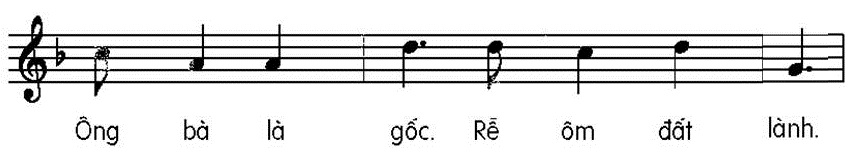 Ông bà là gốc. Rễ ôm đất lành.